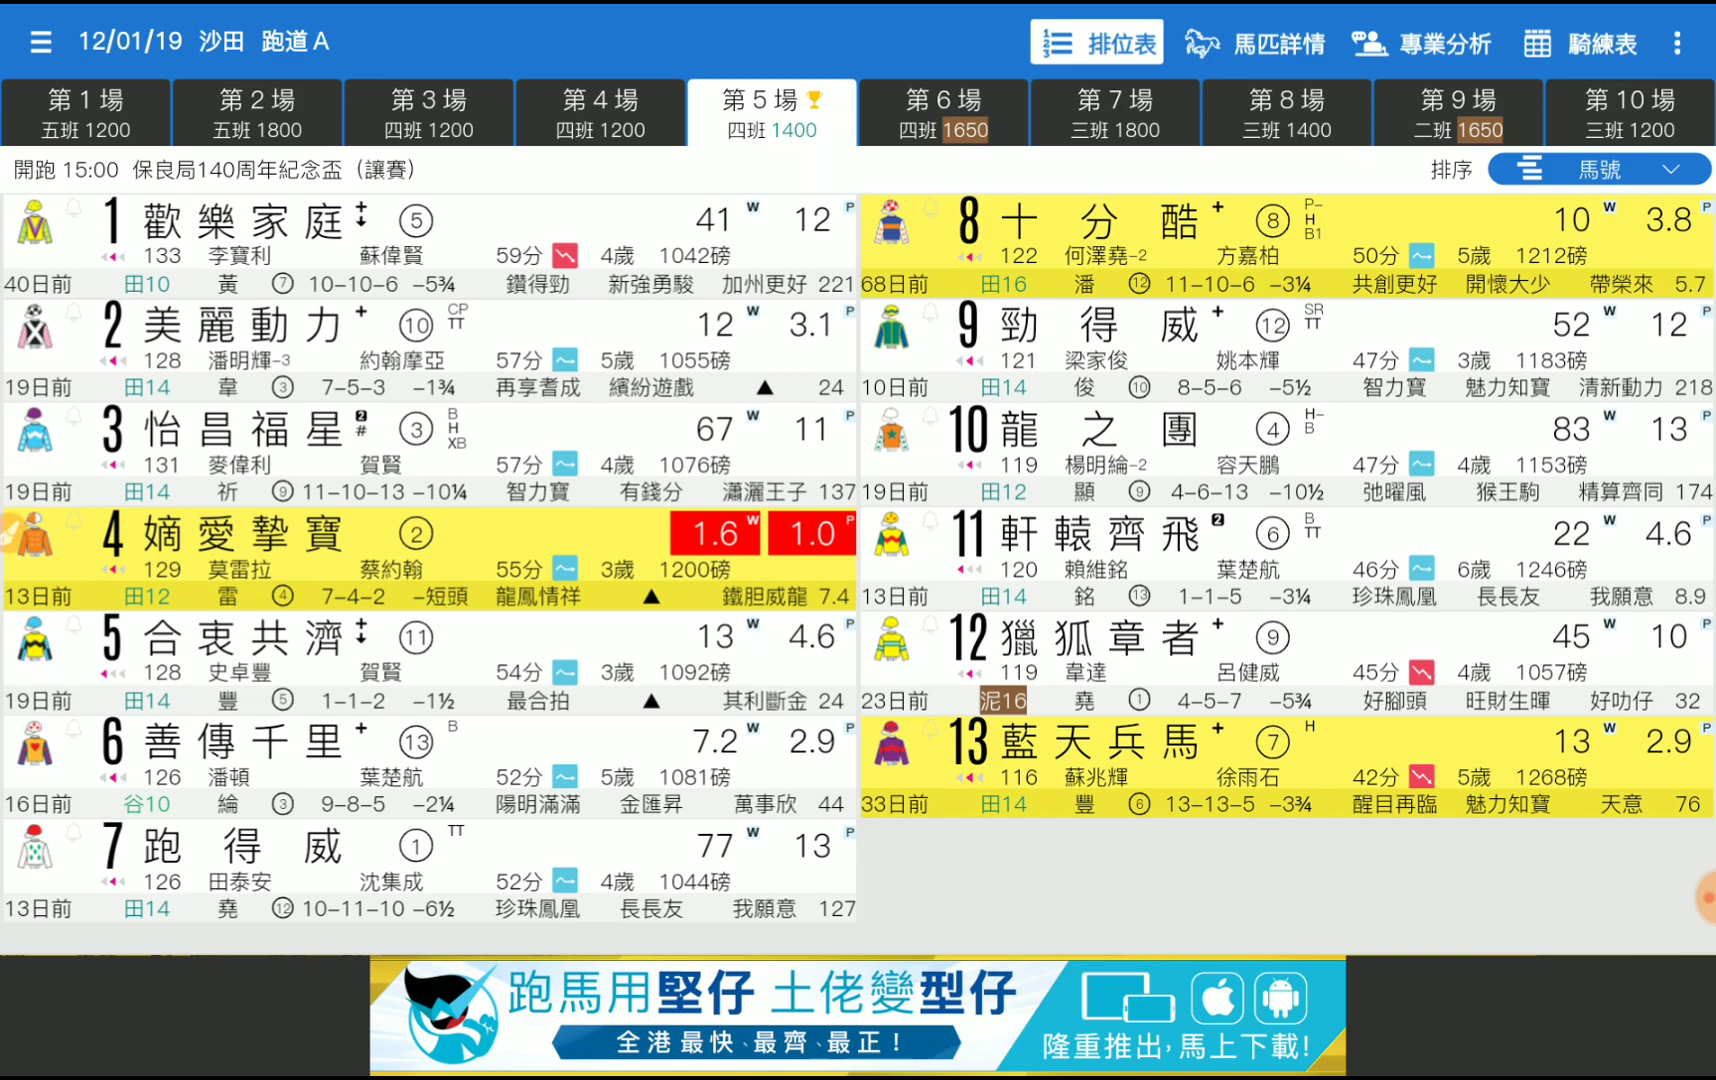 12/01/19 沙田 跑道A
排位表 馬匹詳情 專業分析 騎練表
第1場 第2場 第3場 第4場 第5場 第6場 第7場 第8場 第9場 第10場
五班 1200 五班 1800 四班 1200 四班 1200 四班 1400 四班 1650 三班 1800 三班 1400 二班 1650 三班 1200
開跑 15:00 保良局140周年紀念盃 (讓賽)
排序 馬號
1 歡樂家庭 ‡ 5 41 W 12 P
133 李寶利 蘇偉賢 59分 4歲 1042磅
40日前 田10 黃 7 10-10-6 -5¾ 鑽得勁 新強勇駿 加州更好 221
2 美麗動力 + 10 CP TT 12 W 3.1 P
128 潘明輝-3 約翰摩亞 57分 5歲 1055磅
19日前 田14 韋 3 7-5-3 -1¾ 再享耆成 繽紛遊戲 ▲ 24
3 怡昌福星 2 # 3 B H XB 67 W 11 P
131 麥偉利 賀賢 57分 4歲 1076磅
19日前 田14 祈 9 11-10-13 -10¼ 智力寶 有錢分 瀟灑王子 137
4 嫡愛摯寶 2 1.6 W 1.0 P
129 莫雷拉 蔡約翰 55分 3歲 1200磅
13日前 田12 雷 4 7-4-2 -短頭 龍鳳情祥 ▲ 鐵胆威龍 7.4
5 合衷共濟 ‡ 11 13 W 4.6 P
128 史卓豐 賀賢 54分 3歲 1092磅
19日前 田14 豐 5 1-1-2 -1½ 最合拍 ▲ 其利斷金 24
6 善傳千里 + 13 B 7.2 W 2.9 P
126 潘頓 葉楚航 52分 5歲 1081磅
16日前 谷10 綸 3 9-8-5 -2¼ 陽明滿滿 金匯昇 萬事欣 44
7 跑得威 1 TT 77 W 13 P
126 田泰安 沈集成 52分 4歲 1044磅
13日前 田14 堯 12 10-11-10 -6½ 珍珠鳳凰 長長友 我願意 127
8 十分酷 + 8 P- H B1 10 W 3.8 P
122 何澤堯-2 方嘉柏 50分 5歲 1212磅
68日前 田16 潘 12 11-10-6 -3¼ 共創更好 開懷大少 帶榮來 5.7
9 勁得威 + 12 SR TT 52 W 12 P
121 梁家俊 姚本輝 47分 3歲 1183磅
10日前 田14 俊 10 8-5-6 -5½ 智力寶 魅力知寶 清新動力 218
10 龍之團 4 H- B 83 W 13 P
119 楊明綸-2 容天鵬 47分 4歲 1153磅
19日前 田12 顯 9 4-6-13 -10½ 弛曜風 猴王駒 精算齊同 174
11 軒轅齊飛 2 6 B TT 22 W 4.6 P
120 賴維銘 葉楚航 46分 6歲 1246磅
13日前 田14 銘 13 1-1-5 -3¼ 珍珠鳳凰 長長友 我願意 8.9
12 獵狐章者 + 9 45 W 10 P
119 韋達 呂健威 45分 4歲 1057磅
23日前 泥16 堯 1 4-5-7 -5¾ 好腳頭 旺財生暉 好叻仔 32
13 藍天兵馬 + 7 H 13 W 2.9 P
116 蘇兆輝 徐雨石 42分 5歲 1268磅
33日前 田14 豐 6 13-13-5 -3¾ 醒目再臨 魅力知寶 天意 76
跑馬用堅仔 土佬變型仔
全港最快、最齊、最正!
隆重推出,馬上下載!